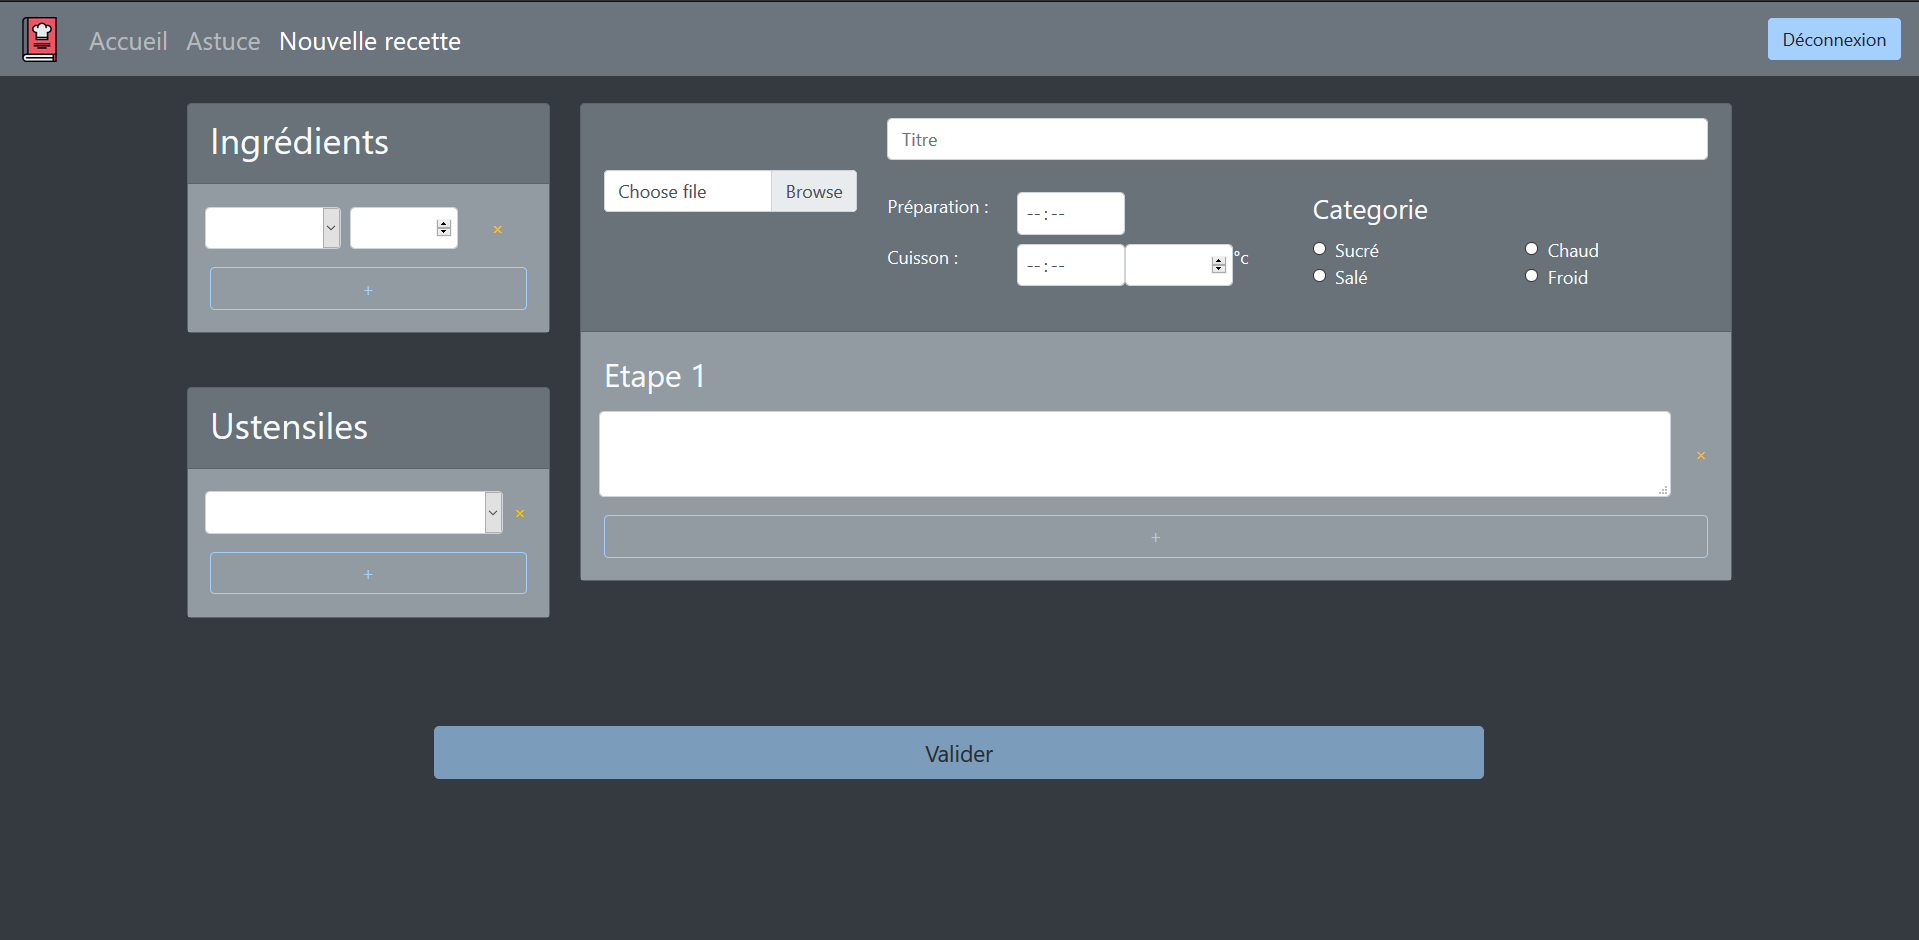 Accueil Astuce Nouvelle recette Déconnexion
Ingrédients
×
+
Ustensiles
×
+
Titre
Choose file Browse
Préparation : --:--
Cuisson : --:-- °c
Categorie
Sucré Chaud
Salé Froid
Etape 1
×
+
Valider